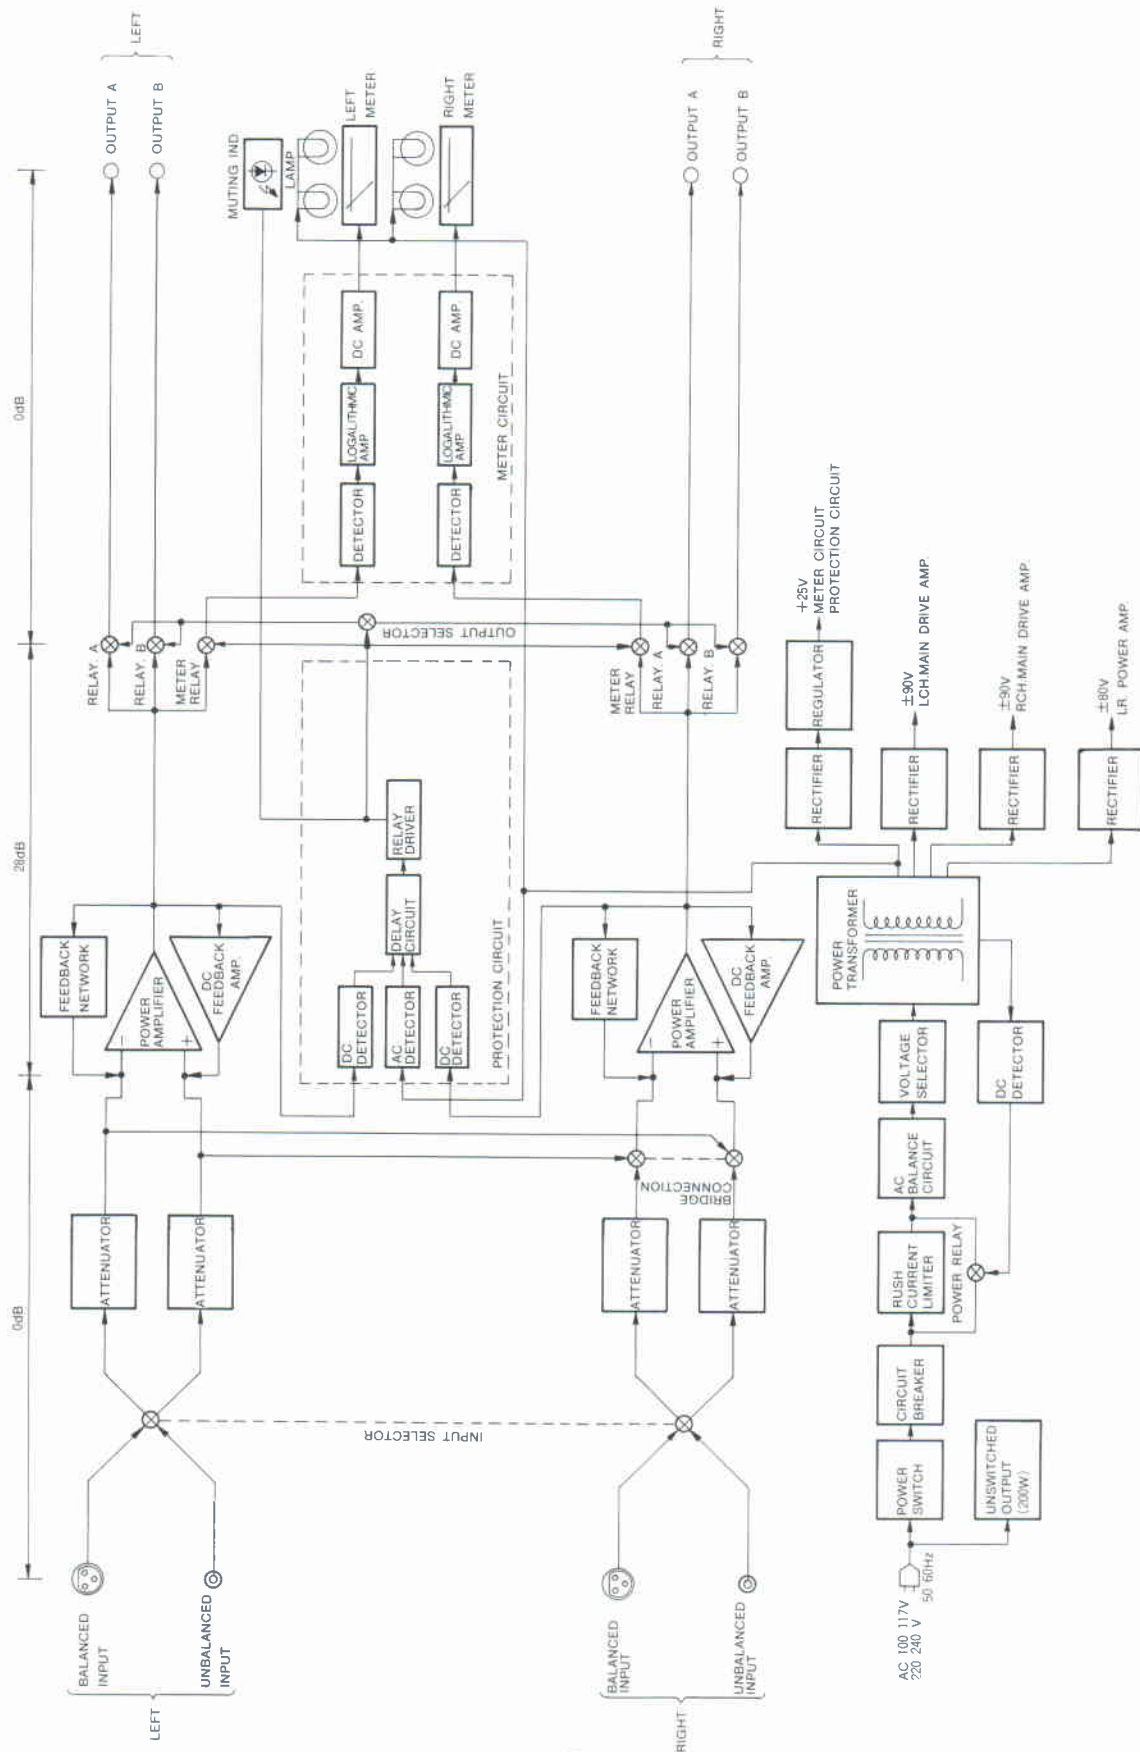 0dB
28dB
0dB
LEFT
BALANCED
INPUT
UNBALANCED
INPUT
ATTENUATOR
ATTENUATOR
FEEDBACK
NETWORK
POWER
AMPLIFIER
−
+
DC
FEEDBACK
AMP.
RELAY. A
RELAY. B
METER
RELAY
OUTPUT A
OUTPUT B
LEFT
INPUT SELECTOR
DC
DETECTOR
AC
DETECTOR
DC
DETECTOR
DELAY
CIRCUIT
RELAY
DRIVER
PROTECTION CIRCUIT
OUTPUT SELECTOR
DETECTOR
LOGALITHMIC
AMP
DC AMP.
DETECTOR
LOGALITHMIC
AMP
DC AMP.
METER CIRCUIT
MUTING IND
LAMP
LEFT
METER
RIGHT
METER
RIGHT
BALANCED
INPUT
UNBALANCED
INPUT
ATTENUATOR
ATTENUATOR
BRIDGE
CONNECTION
FEEDBACK
NETWORK
POWER
AMPLIFIER
−
+
DC
FEEDBACK
AMP.
METER
RELAY
RELAY. A
RELAY. B
OUTPUT A
OUTPUT B
RIGHT
AC 100 117V
220 240 V
50 60Hz
POWER
SWITCH
UNSWITCHED
OUTPUT
(200W)
CIRCUIT
BREAKER
RUSH
CURRENT
LIMITER
POWER RELAY
AC
BALANCE
CIRCUIT
VOLTAGE
SELECTOR
DC
DETECTOR
POWER
TRANSFORMER
RECTIFIER
REGULATOR
+25V
METER CIRCUIT
PROTECTION CIRCUIT
RECTIFIER
±90V
LCH.MAIN DRIVE AMP.
RECTIFIER
±90V
RCH.MAIN DRIVE AMP.
RECTIFIER
±80V
L.R. POWER AMP.